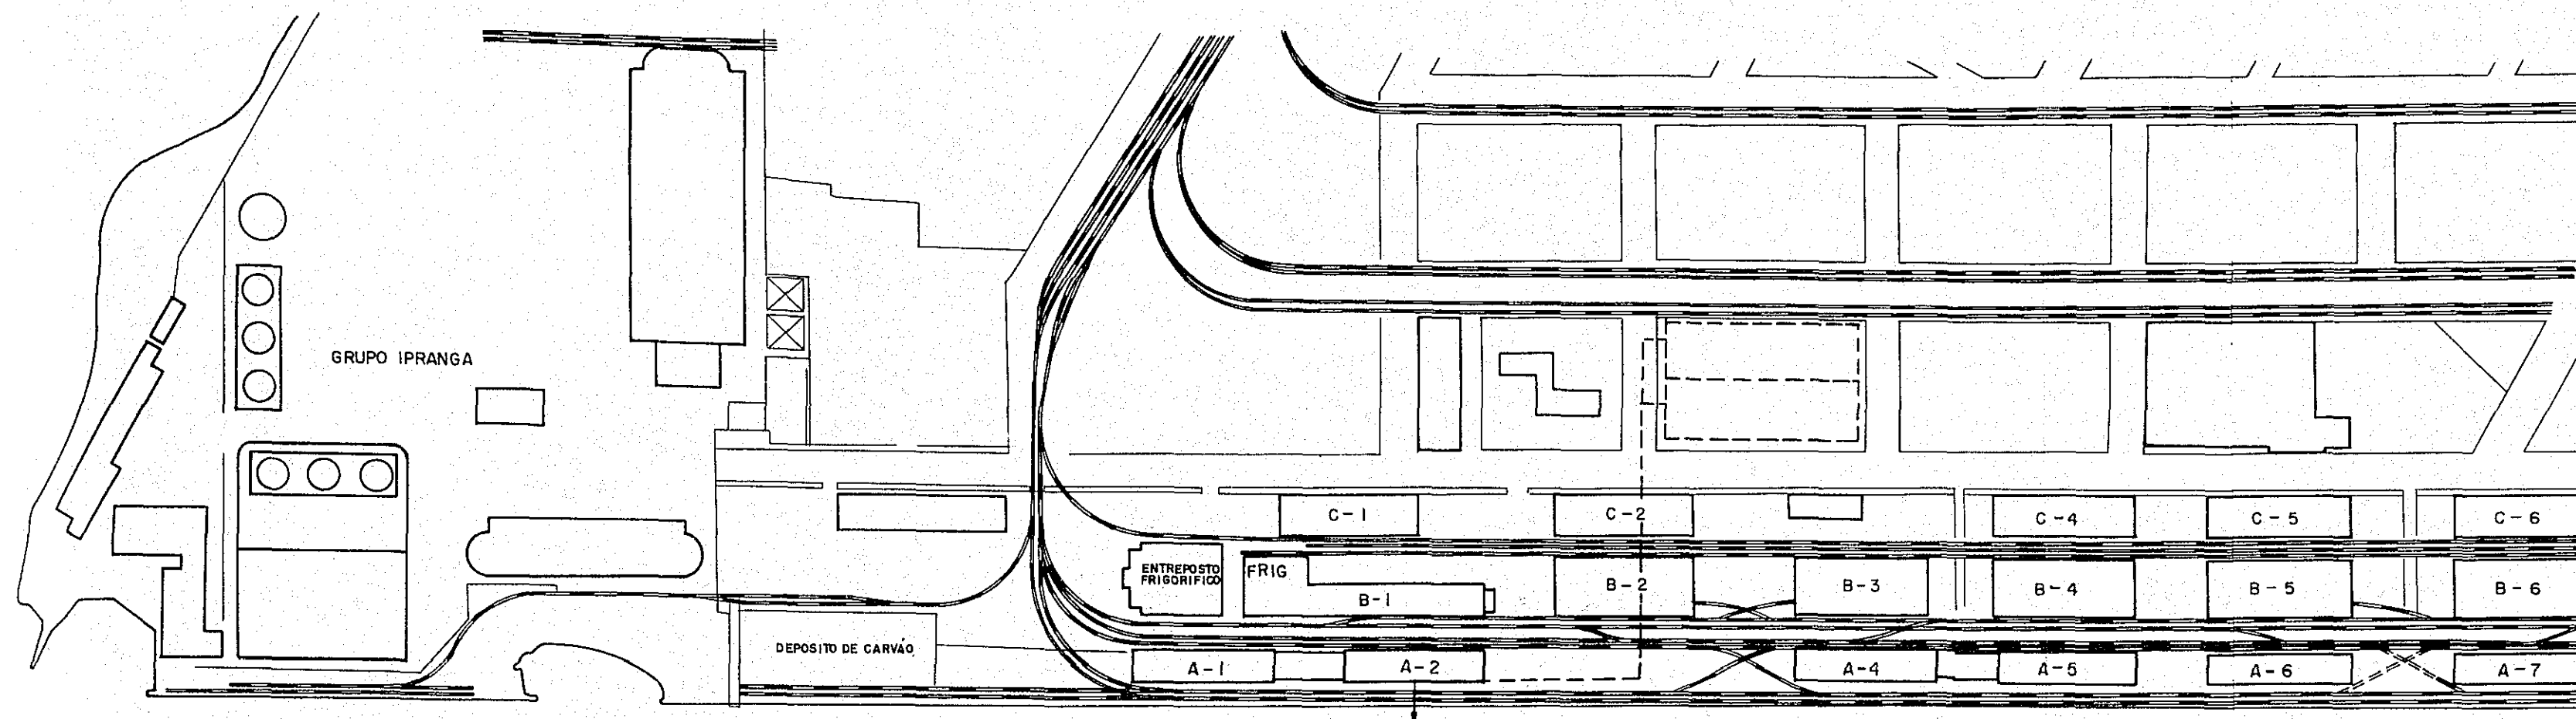 GRUPO IPRANGA
C-1
C-2
C-4
C-5
C-6
ENTREPOSTO
FRIGORIFICO
FRIG
B-1
B-2
B-3
B-4
B-5
B-6
DEPOSITO DE CARVÃO
A-1
A-2
A-4
A-5
A-6
A-7